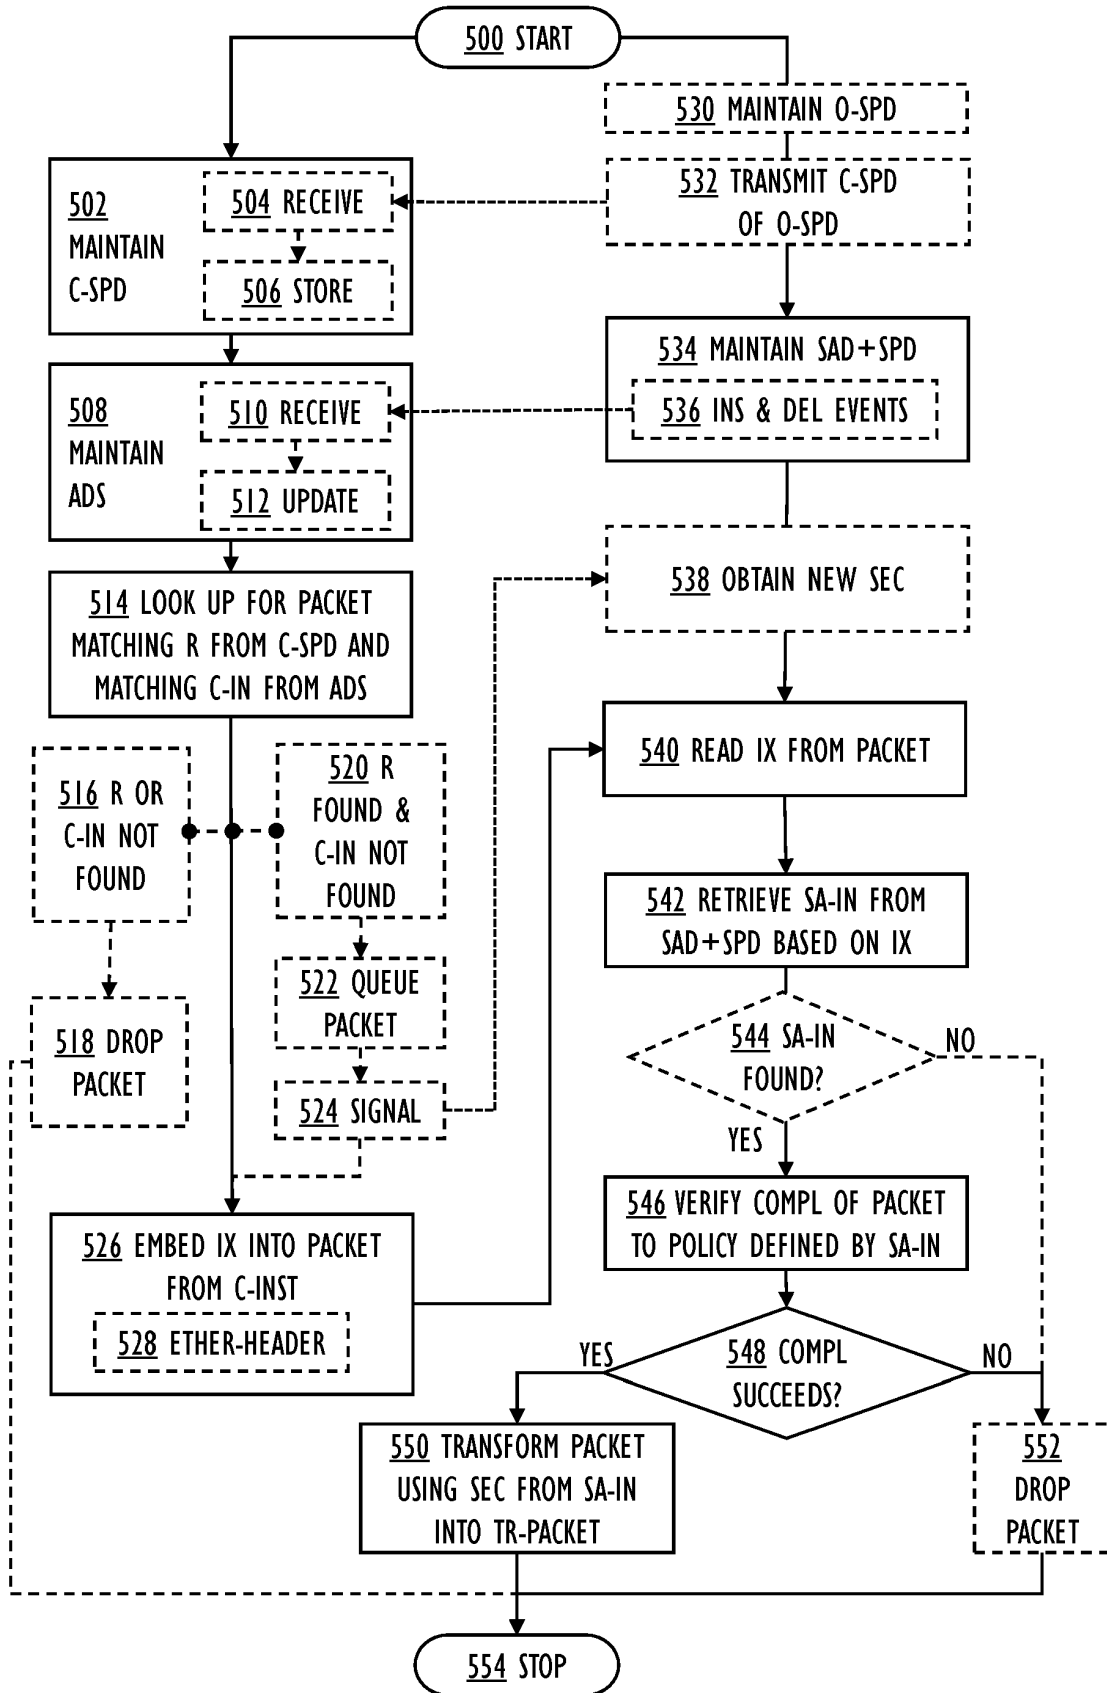 500 START
530 MAINTAIN O-SPD
532 TRANSMIT C-SPD
OF O-SPD
502
MAINTAIN
C-SPD
504 RECEIVE
506 STORE
534 MAINTAIN SAD+SPD
536 INS & DEL EVENTS
508
MAINTAIN
ADS
510 RECEIVE
512 UPDATE
538 OBTAIN NEW SEC
514 LOOK UP FOR PACKET
MATCHING R FROM C-SPD AND
MATCHING C-IN FROM ADS
516 R OR
C-IN NOT
FOUND
520 R
FOUND &
C-IN NOT
FOUND
540 READ IX FROM PACKET
542 RETRIEVE SA-IN FROM
SAD+SPD BASED ON IX
522 QUEUE
PACKET
518 DROP
PACKET
524 SIGNAL
544 SA-IN
FOUND?
NO
YES
546 VERIFY COMPL OF PACKET
TO POLICY DEFINED BY SA-IN
526 EMBED IX INTO PACKET
FROM C-INST
528 ETHER-HEADER
548 COMPL
SUCCEEDS?
YES
NO
550 TRANSFORM PACKET
USING SEC FROM SA-IN
INTO TR-PACKET
552
DROP
PACKET
554 STOP